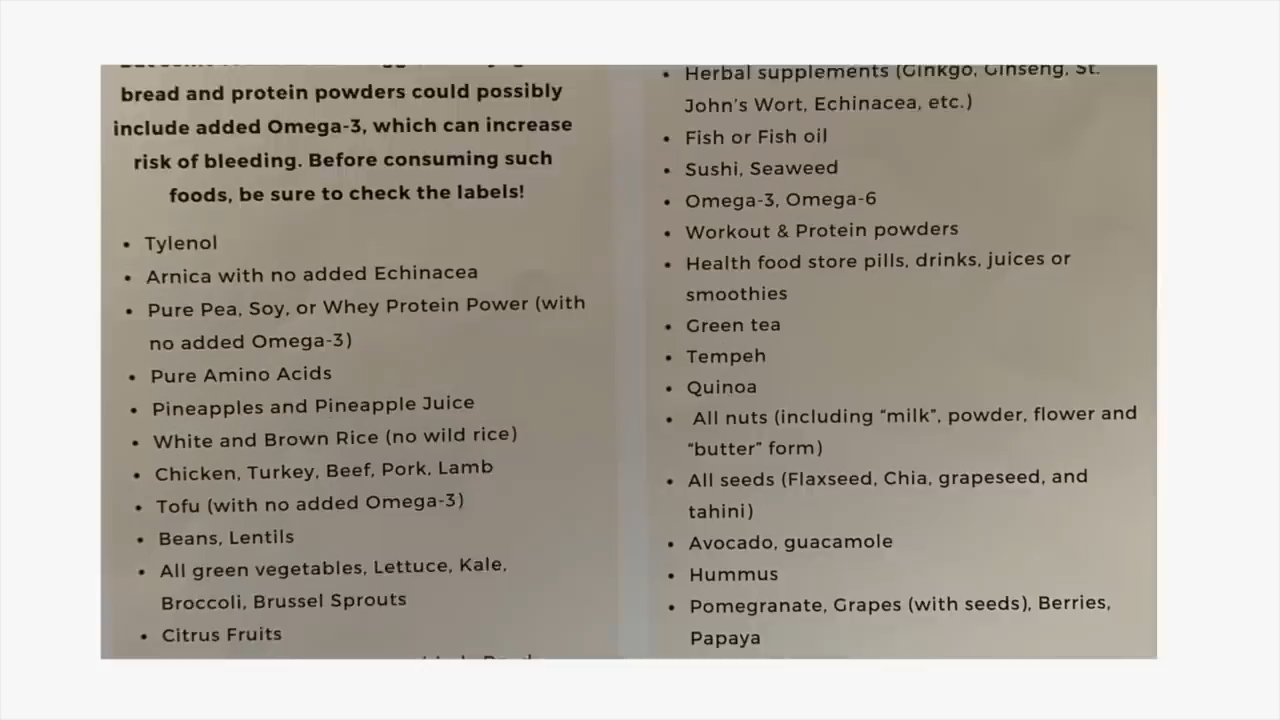 bread and protein powders could possibly
include added Omega-3, which can increase
risk of bleeding. Before consuming such
foods, be sure to check the labels!
• Tylenol
• Arnica with no added Echinacea
• Pure Pea, Soy, or Whey Protein Power (with
no added Omega-3)
• Pure Amino Acids
• Pineapples and Pineapple Juice
• White and Brown Rice (no wild rice)
• Chicken, Turkey, Beef, Pork, Lamb
• Tofu (with no added Omega-3)
• Beans, Lentils
• All green vegetables, Lettuce, Kale,
Broccoli, Brussel Sprouts
• Citrus Fruits
• Herbal supplements (Ginkgo, Ginseng, St.
John's Wort, Echinacea, etc.)
• Fish or Fish oil
• Sushi, Seaweed
• Omega-3, Omega-6
• Workout & Protein powders
• Health food store pills, drinks, juices or
smoothies
• Green tea
• Tempeh
• Quinoa
• All nuts (including "milk", powder, flower and
"butter" form)
• All seeds (Flaxseed, Chia, grapeseed, and
tahini)
• Avocado, guacamole
• Hummus
• Pomegranate, Grapes (with seeds), Berries,
Papaya